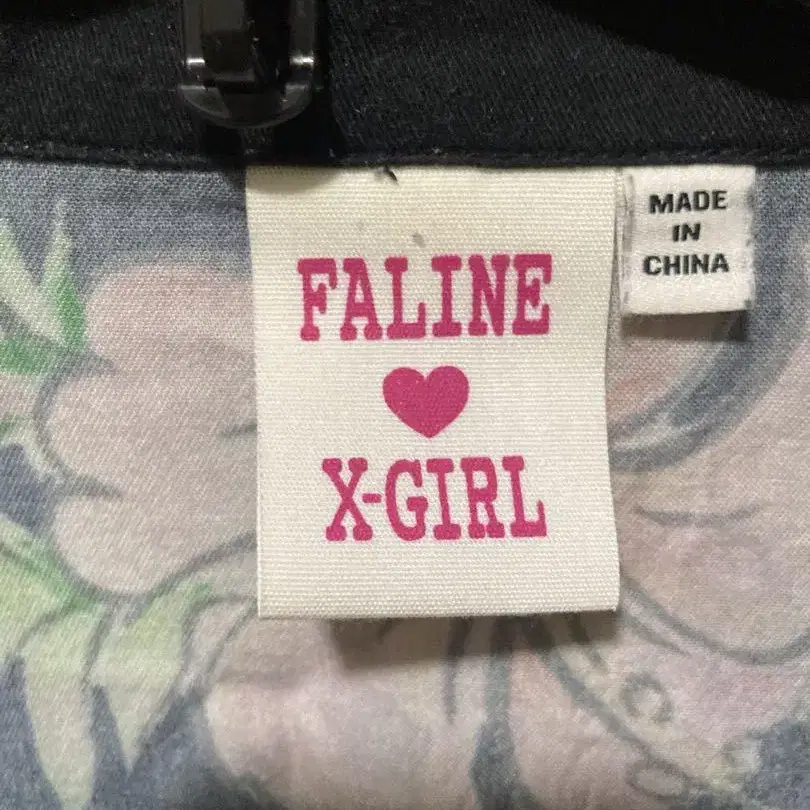 FALINE
♥
X-GIRL
MADE
IN
CHINA